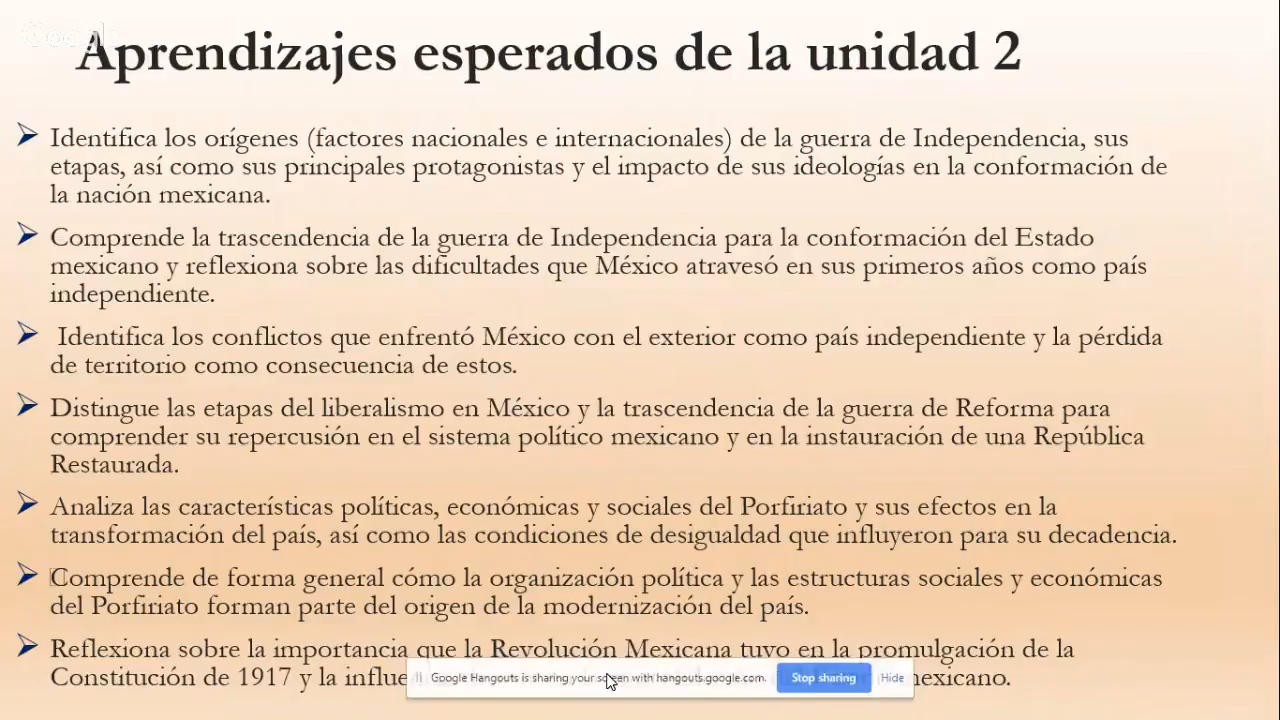 Google
Aprendizajes esperados de la unidad 2
Identifica los orígenes (factores nacionales e internacionales) de la guerra de Independencia, sus
etapas, así como sus principales protagonistas y el impacto de sus ideologías en la conformación de
la nación mexicana.
Comprende la trascendencia de la guerra de Independencia para la conformación del Estado
mexicano y reflexiona sobre las dificultades que México atravesó en sus primeros años como país
independiente.
Identifica los conflictos que enfrentó México con el exterior como país independiente y la pérdida
de territorio como consecuencia de estos.
Distingue las etapas del liberalismo en México y la trascendencia de la guerra de Reforma para
comprender su repercusión en el sistema político mexicano y en la instauración de una República
Restaurada.
Analiza las características políticas, económicas y sociales del Porfiriato y sus efectos en la
transformación del país, así como las condiciones de desigualdad que influyeron para su decadencia.
Comprende de forma general cómo la organización política y las estructuras sociales y económicas
del Porfiriato forman parte del origen de la modernización del país.
Reflexiona sobre la importancia que la Revolución Mexicana tuvo en la promulgación de la
Constitución de 1917 y la mexicano.
Google Hangouts is sharing your screen with hangouts.google.com. Stop sharing Hide